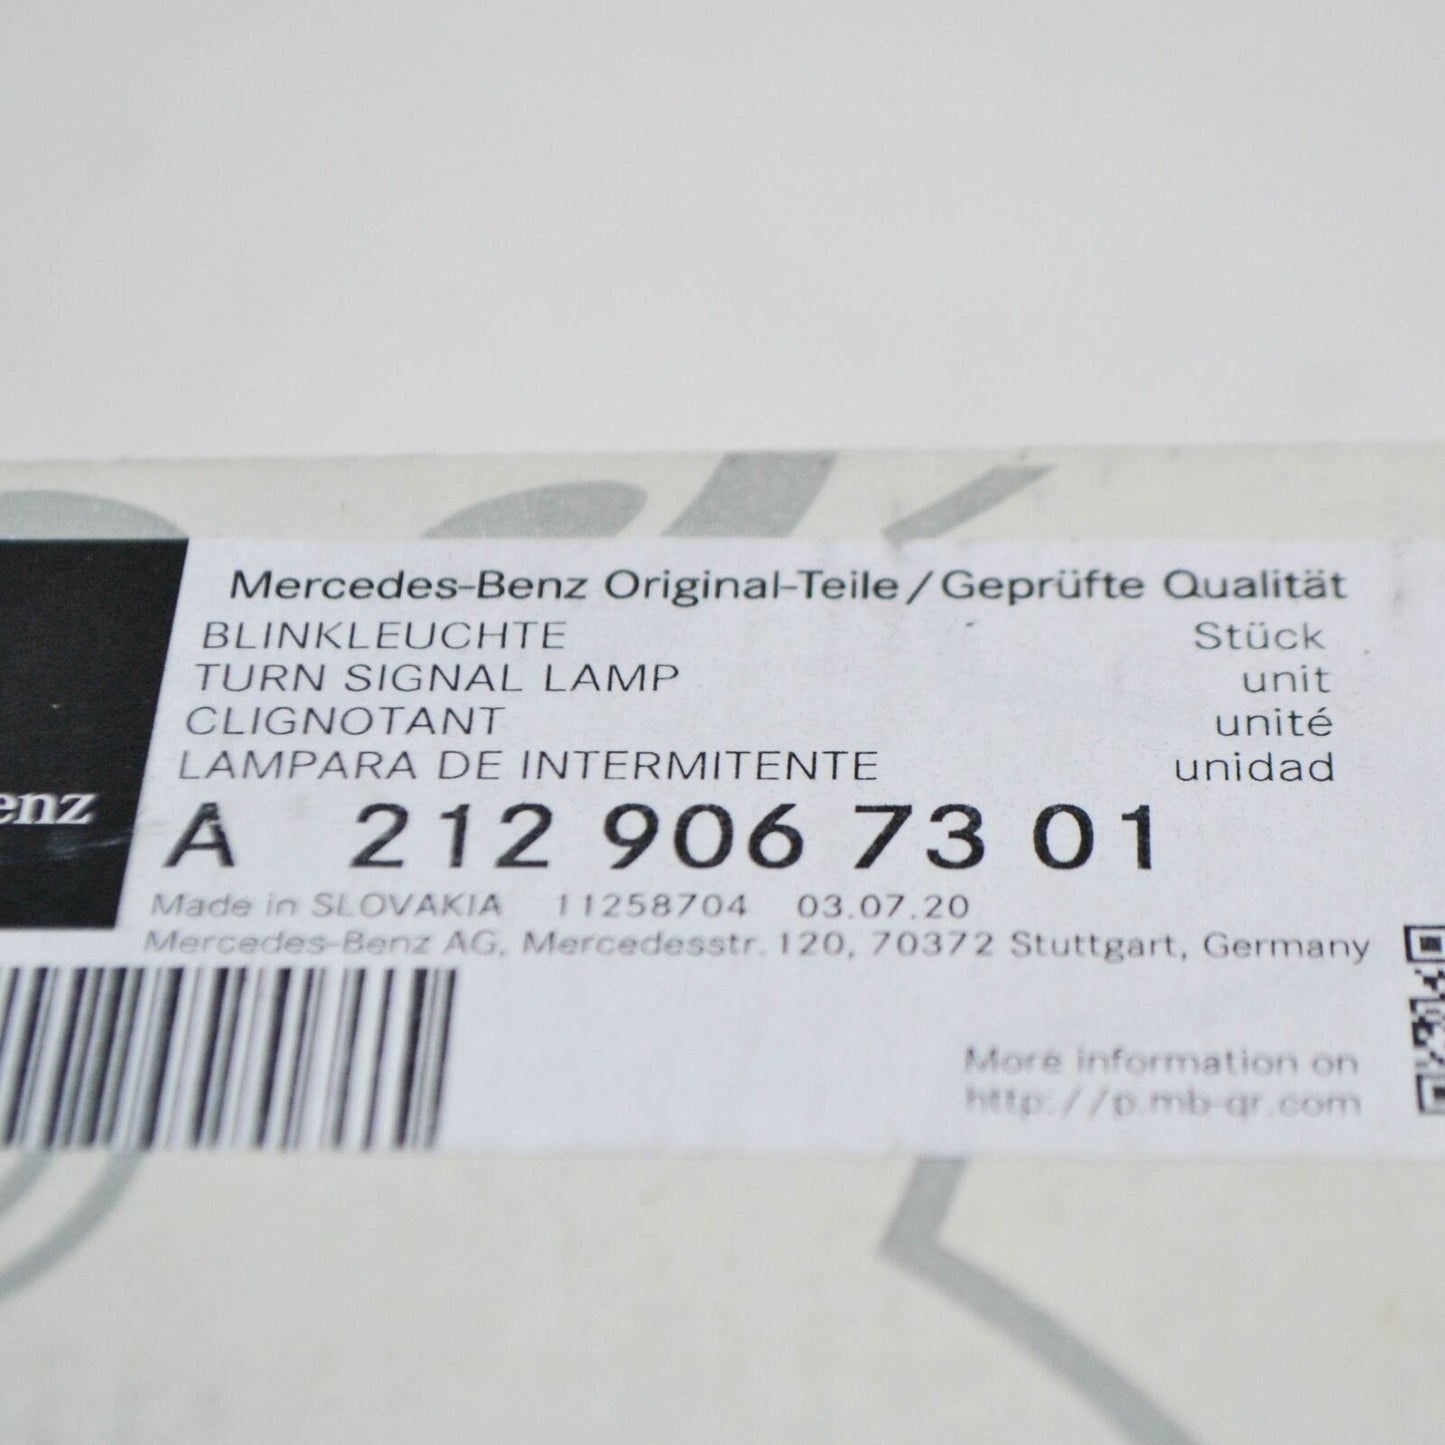 Mercedes-Benz Original-Teile/Geprüfte Qualität
BLINKLEUCHTE Stück
TURN SIGNAL LAMP unit
CLIGNOTANT unité
LAMPARA DE INTERMITENTE unidad
enz
A 212 906 73 01
Made in SLOVAKIA 11258704 03.07.20
Mercedes-Benz AG, Mercedesstr. 120, 70372 Stuttgart, Germany
More information on
http://p.mb-qr.com